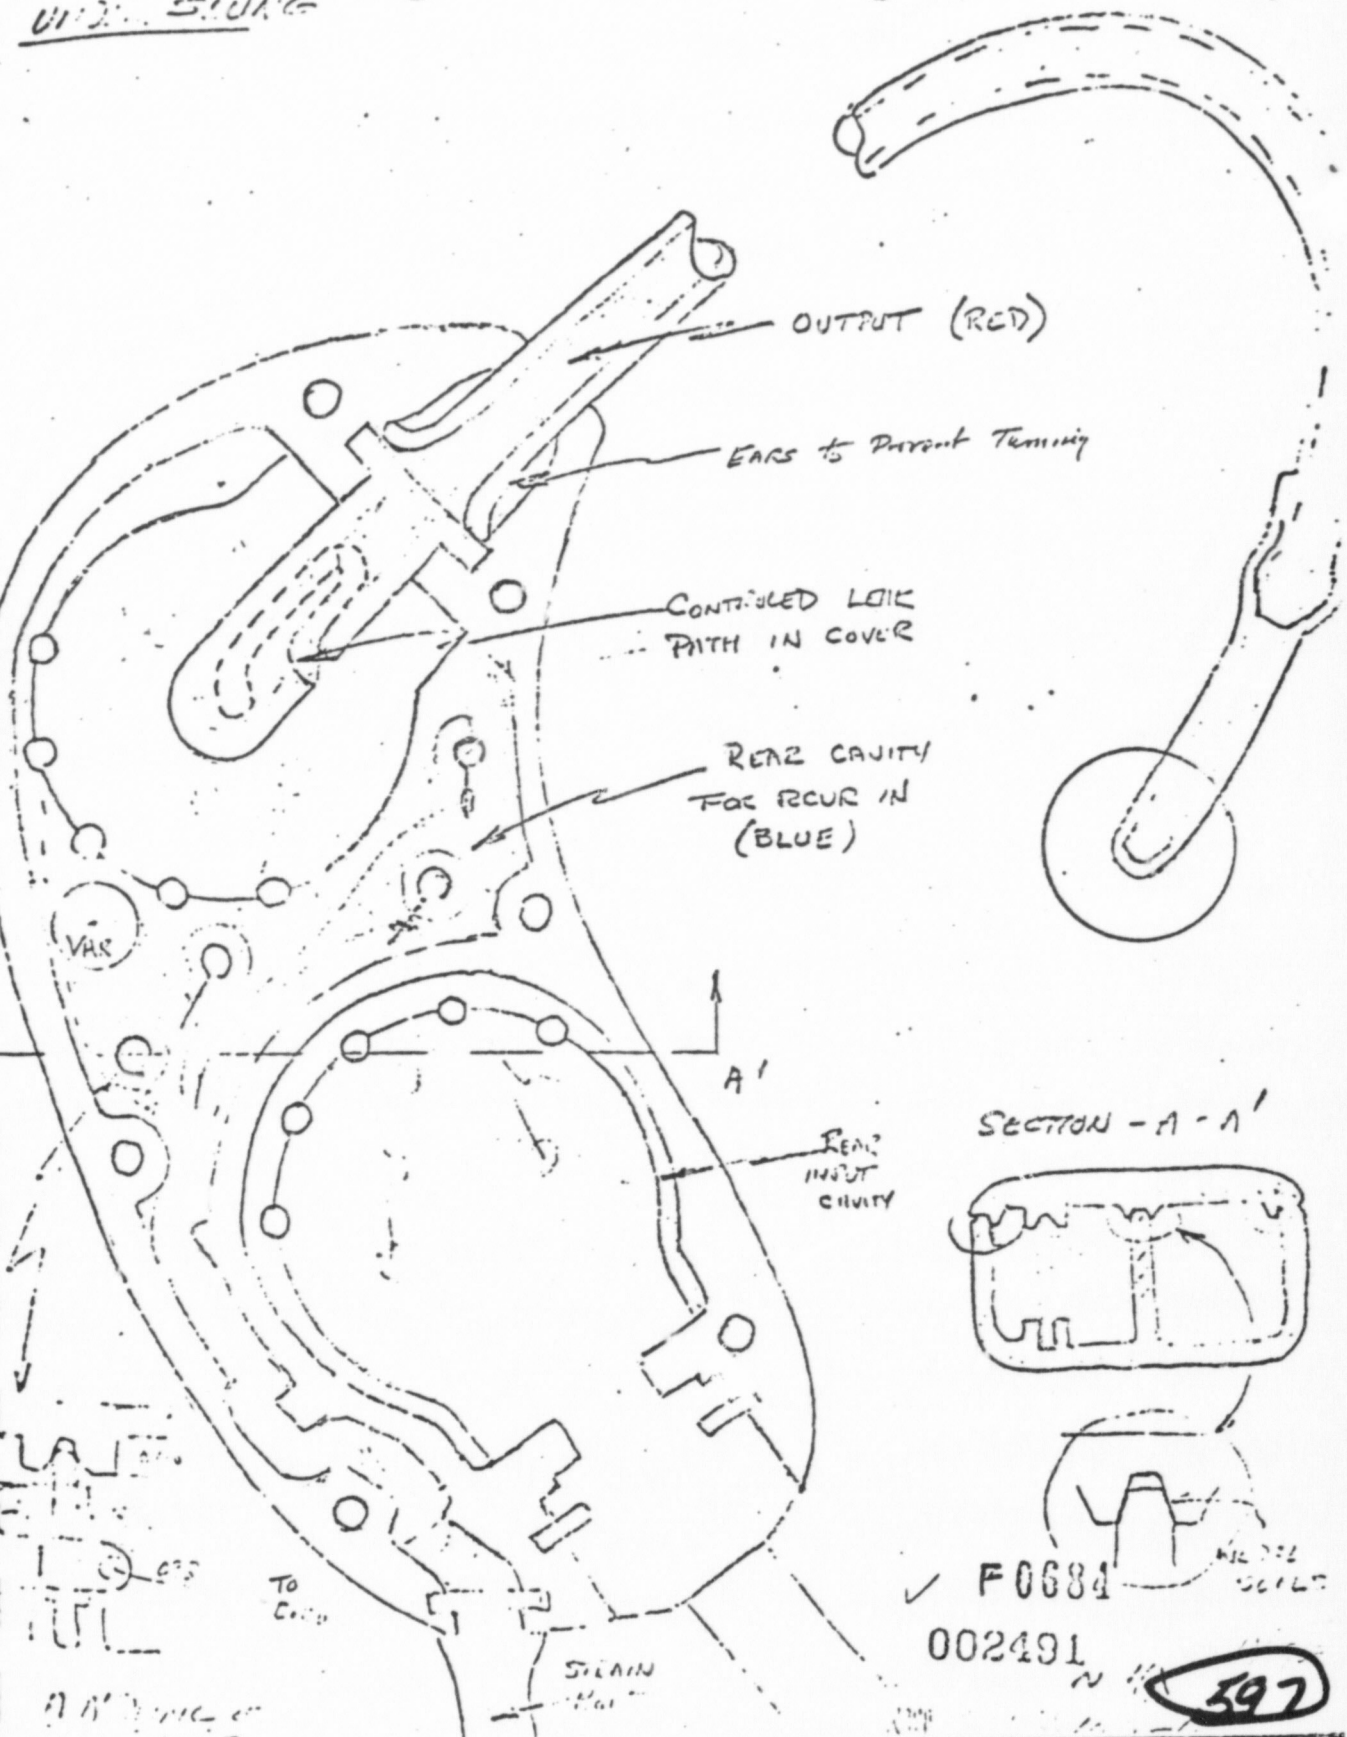 OUTPUT (RED)
EARS to Prevent Turning
CONTROLLED LEAK
PATH IN COVER
REAR CAVITY
FOR RCUR IN
(BLUE)
VAR
A'
SECTION - A - A'
REAR
INPUT
CAVITY
F0684
TO
002491
STRAIN
597